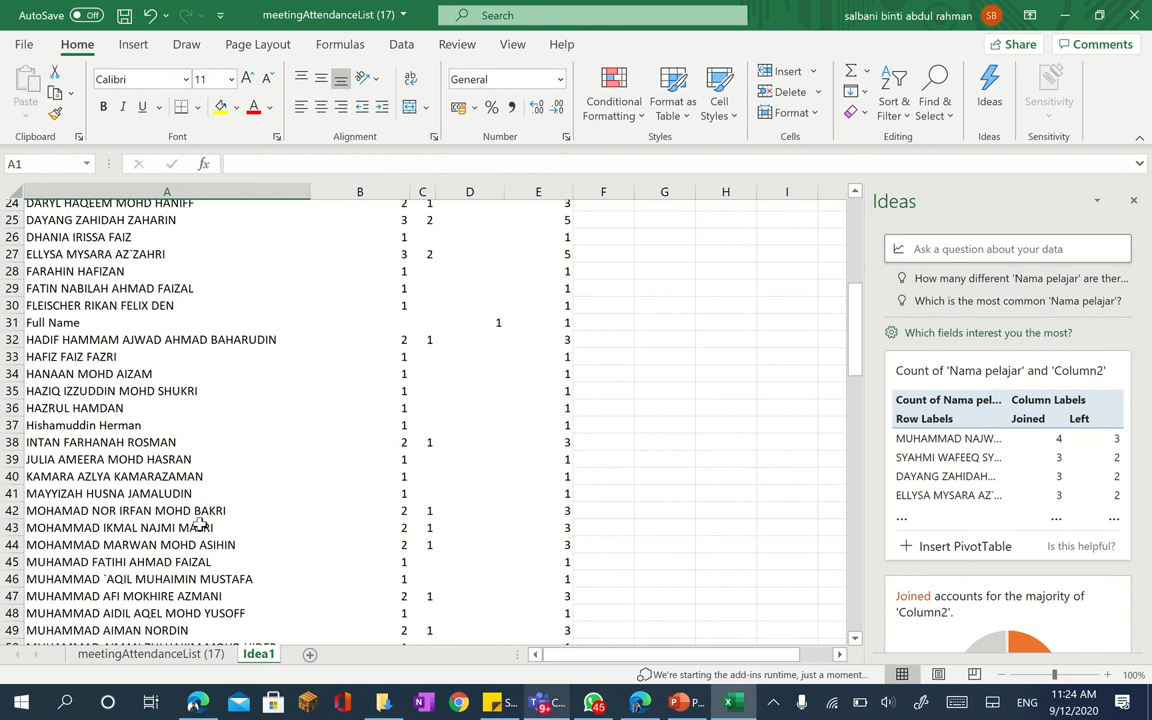 AutoSave Off meetingAttendanceList (17) Search salbani binti abdul rahman SB
File Home Insert Draw Page Layout Formulas Data Review View Help Share Comments
Paste Calibri 11 General Conditional Formatting Format as Table Cell Styles Insert Delete Format Sort & Filter Find & Select Ideas Sensitivity
Clipboard Font Alignment Number Styles Cells Editing Ideas Sensitivity
A1 fx
A B C D E F G H I
24 DARYL HAQEEM MOHD HANIFF 2 1 3
25 DAYANG ZAHIDAH ZAHARIN 3 2 5
26 DHANIA IRISSA FAIZ 1 1
27 ELLYSA MYSARA AZ`ZAHRI 3 2 5
28 FARAHIN HAFIZAN 1 1
29 FATIN NABILAH AHMAD FAIZAL 1 1
30 FLEISCHER RIKAN FELIX DEN 1 1
31 Full Name 1 1
32 HADIF HAMMAM AJWAD AHMAD BAHARUDIN 2 1 3
33 HAFIZ FAIZ FAZRI 1 1
34 HANAAN MOHD AIZAM 1 1
35 HAZIQ IZZUDDIN MOHD SHUKRI 1 1
36 HAZRUL HAMDAN 1 1
37 Hishamuddin Herman 1 1
38 INTAN FARHANAH ROSMAN 2 1 3
39 JULIA AMEERA MOHD HASRAN 1 1
40 KAMARA AZLYA KAMARAZAMAN 1 1
41 MAYYIZAH HUSNA JAMALUDIN 1 1
42 MOHAMAD NOR IRFAN MOHD BAKRI 2 1 3
43 MOHAMMAD IKMAL NAJMI 2 1 3
44 MOHAMMAD MARWAN MOHD ASIHIN 2 1 3
45 MUHAMAD FATIHI AHMAD FAIZAL 1 1
46 MUHAMMAD `AQIL MUHAIMIN MUSTAFA 1 1
47 MUHAMMAD AFI MOKHIRE AZMANI 2 1 3
48 MUHAMMAD AIDIL AQEL MOHD YUSOFF 1 1
49 MUHAMMAD AIMAN NORDIN 2 1 3
Ideas
Ask a question about your data
How many different 'Nama pelajar' are ther...
Which is the most common 'Nama pelajar'?
Which fields interest you the most?
Count of 'Nama pelajar' and 'Column2'
Count of Nama pel... Column Labels
Row Labels Joined Left
MUHAMMAD NAJW... 4 3
SYAHMI WAFEEQ SY... 3 2
DAYANG ZAHIDAH... 3 2
ELLYSA MYSARA AZ`... 3 2
... ... ...
Insert PivotTable Is this helpful?
Joined accounts for the majority of
'Column2'.
meetingAttendanceList (17) Idea1
We're starting the add-ins runtime, just a moment... 100%
S... 9+ C... 45 P... ENG 11:24 AM
9/12/2020